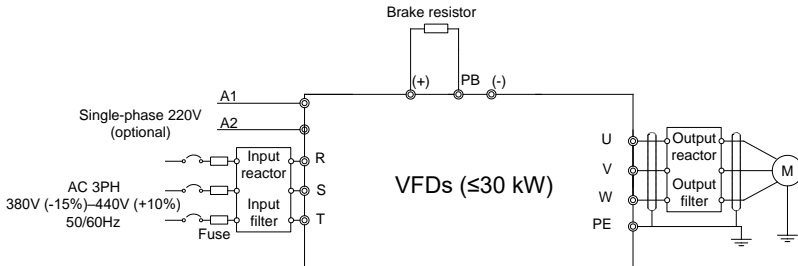 Brake resistor
(+)
PB
(-)
A1
Single-phase 220V
(optional)
A2
Input
reactor
R
AC 3PH
380V (-15%)–440V (+10%)
50/60Hz
S
Input
filter
T
Fuse
VFDs (≤30 kW)
U
V
W
PE
Output
reactor
Output
filter
M